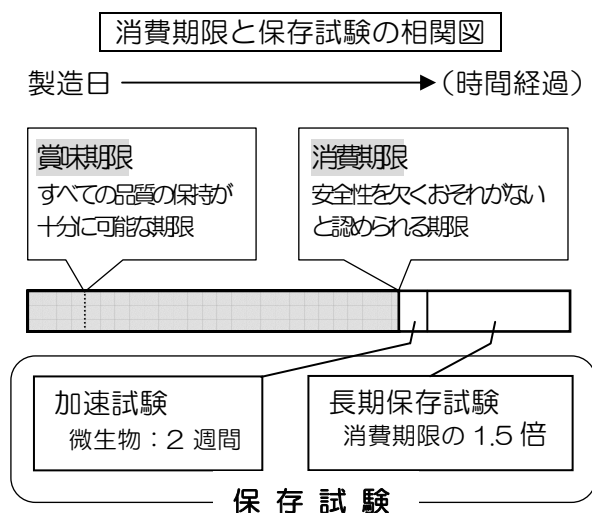 消費期限と保存試験の相関図
製造日
(時間経過)
賞味期限
すべての品質の保持が
十分に可能な期限
消費期限
安全性を欠くおそれがない
と認められる期限
加速試験
微生物：2 週間
長期保存試験
消費期限の 1.5 倍
保 存 試 験